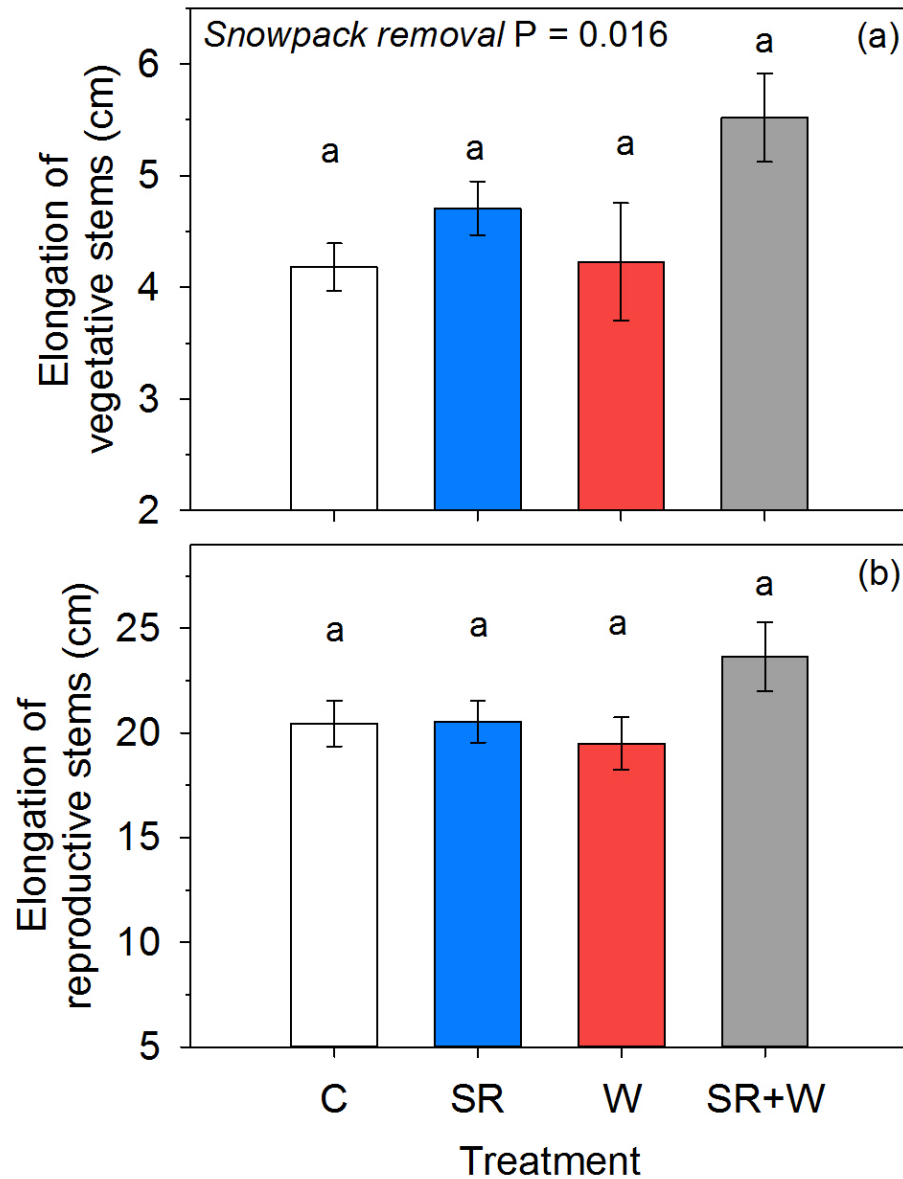 Snowpack removal P = 0.016
(a)
a
a
a
a
6
5
4
3
2
Elongation of
vegetative stems (cm)
(b)
a
a
a
a
25
20
15
10
5
Elongation of
reproductive stems (cm)
C SR W SR+W
Treatment